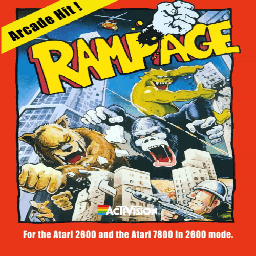 Arcade Hit !
RAMPAGE
ACTIVISION
For the Atari 2600 and the Atari 7800 in 2600 mode.